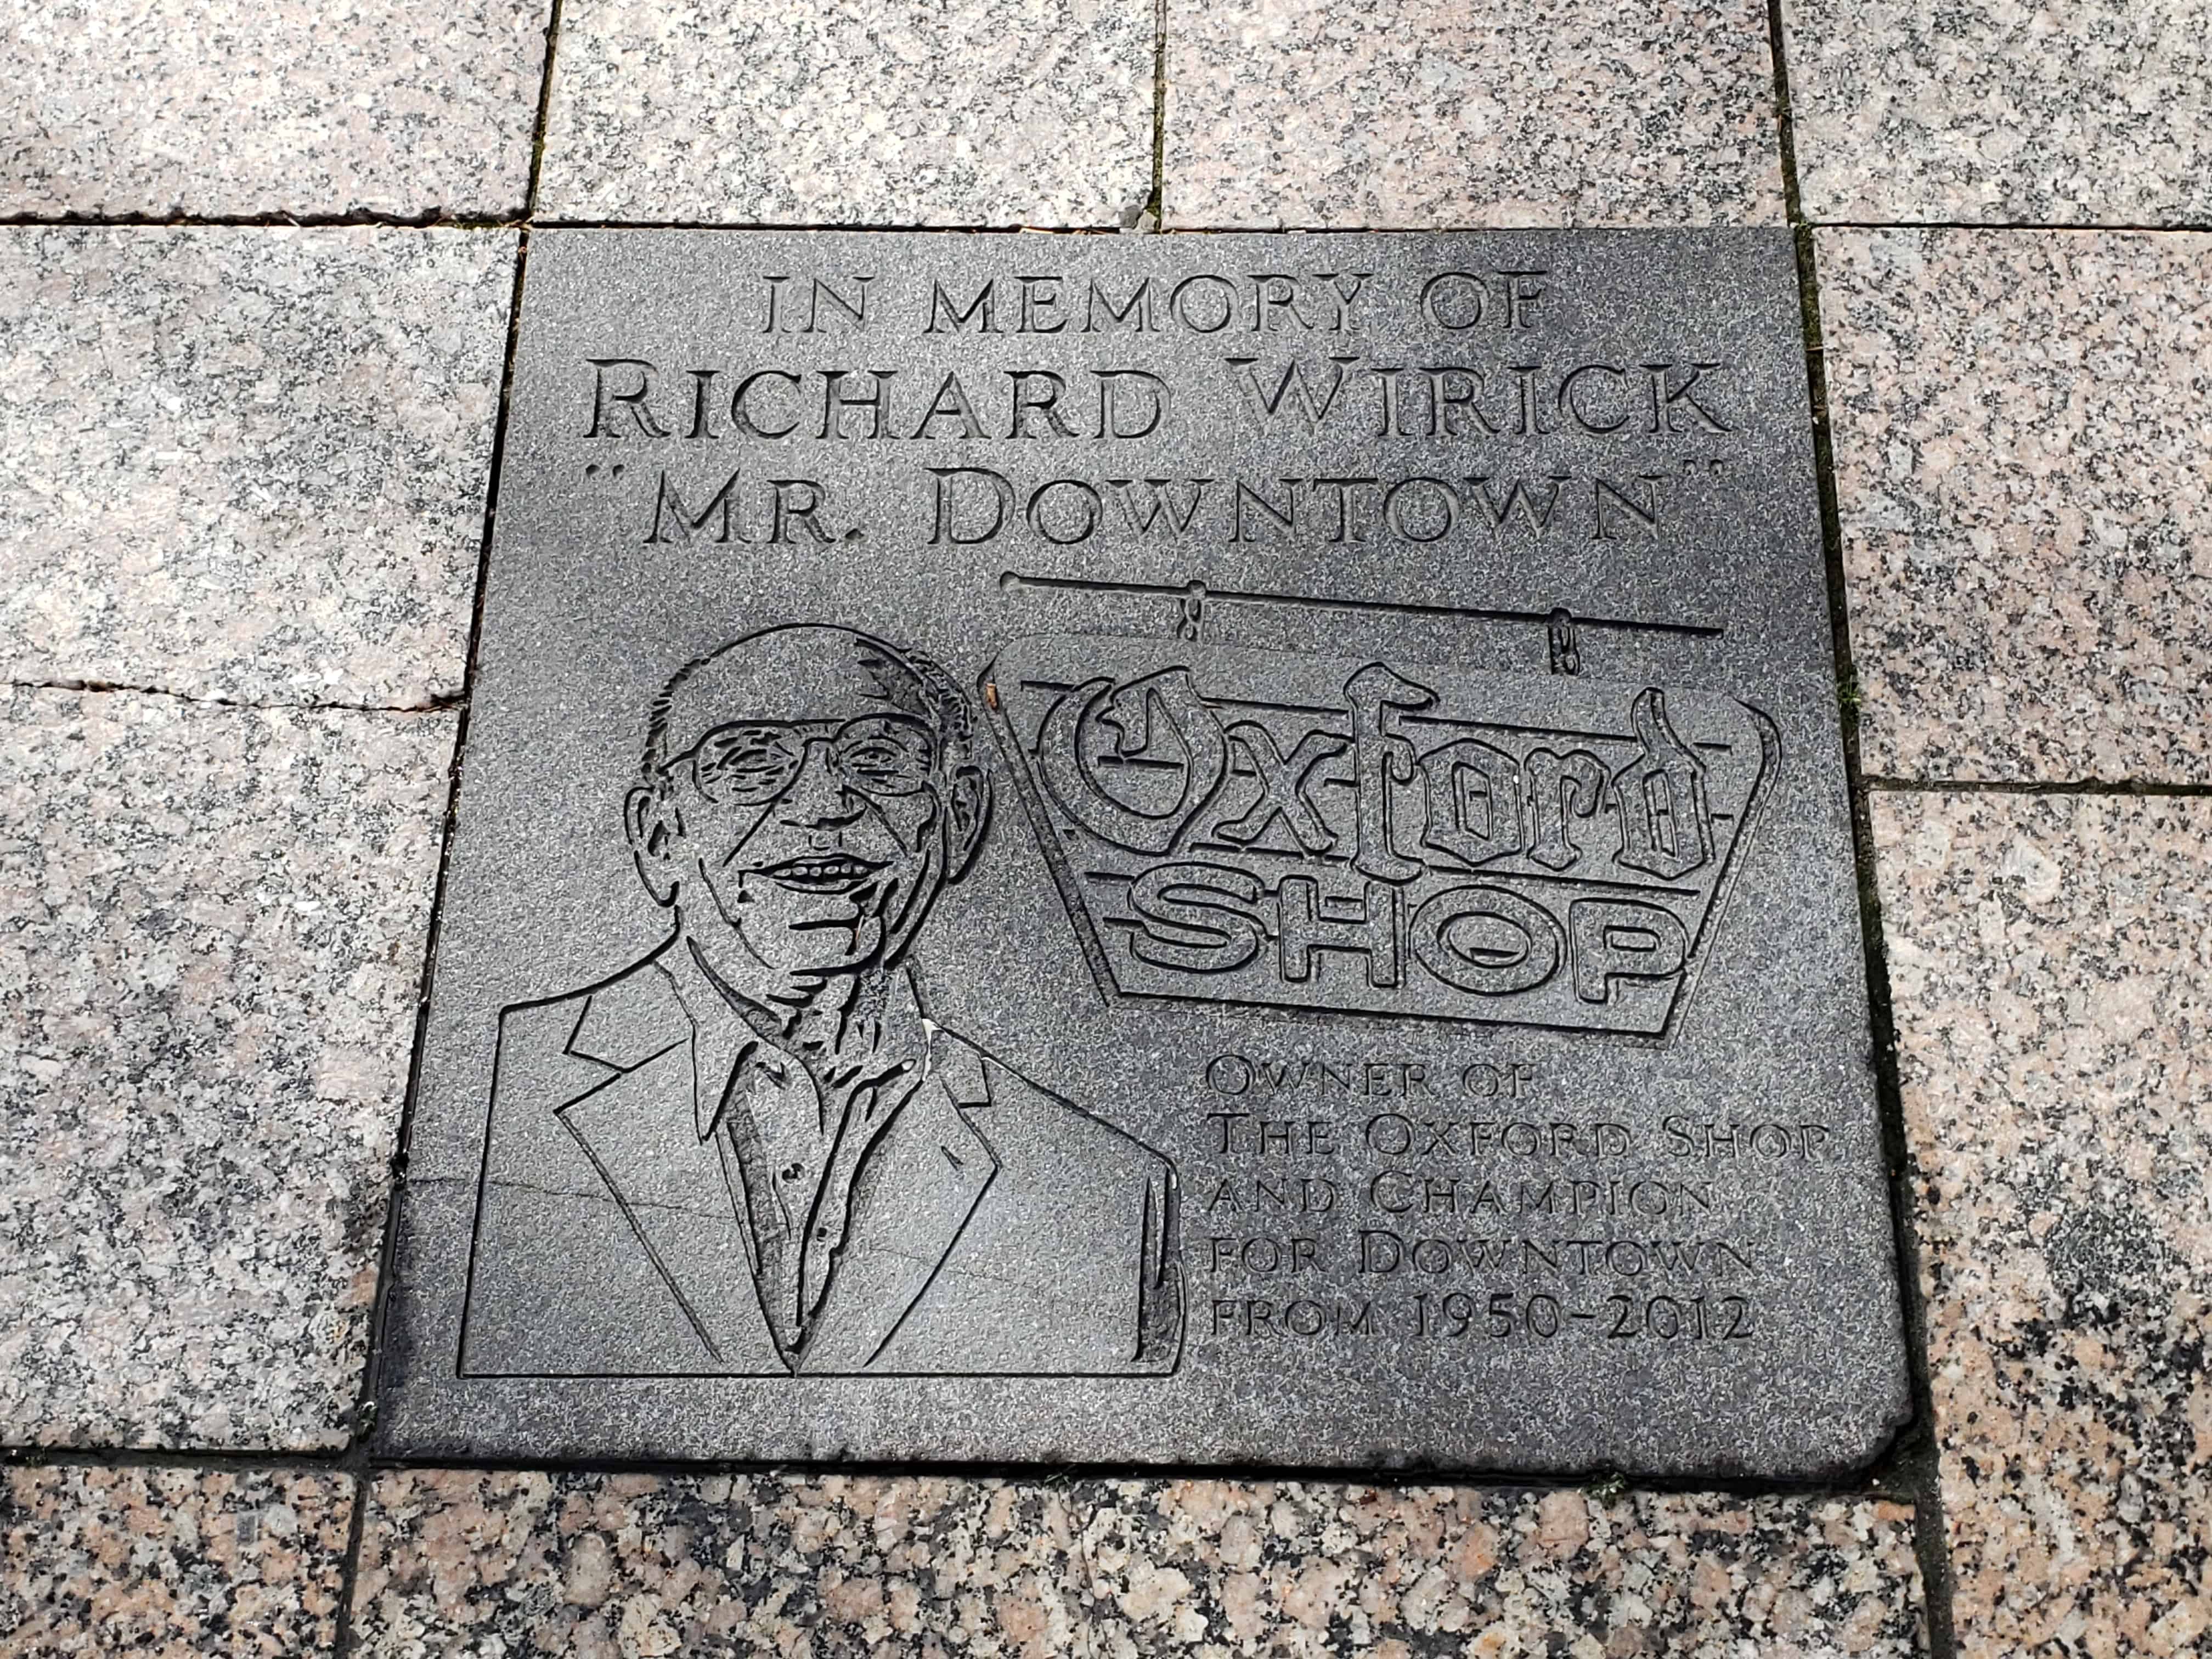 IN MEMORY OF
RICHARD WIRICK
"MR. DOWNTOWN"
Oxford
SHOP
OWNER OF
THE OXFORD SHOP
AND CHAMPION
FOR DOWNTOWN
FROM 1950-2012